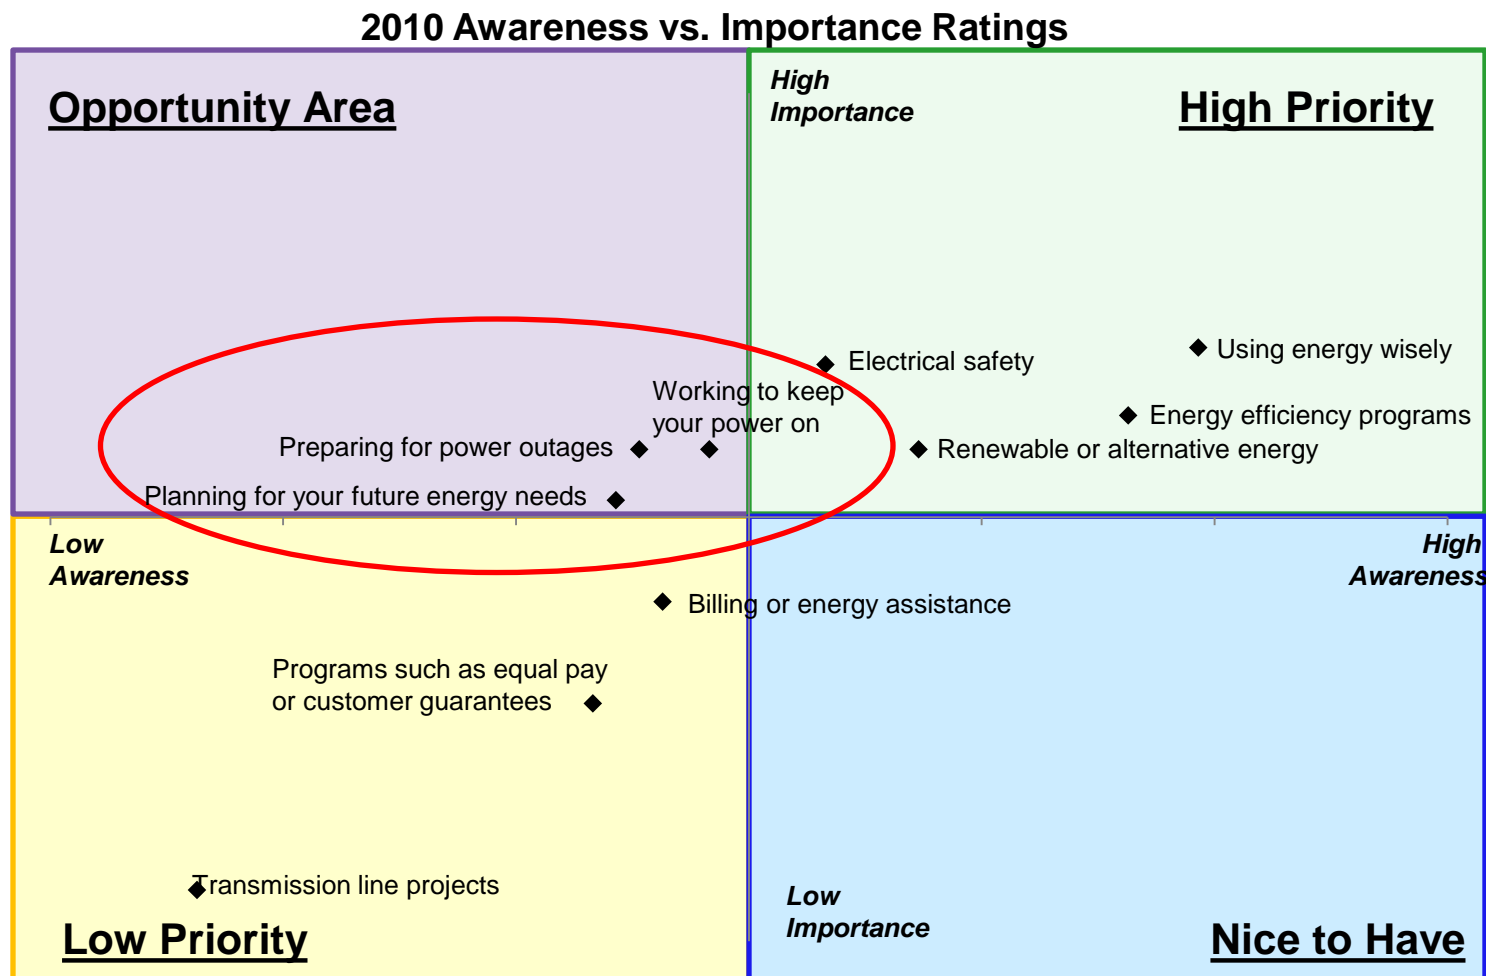 2010 Awareness vs. Importance Ratings
Opportunity Area
High
Importance
High Priority
Electrical safety
Using energy wisely
Working to keep
your power on
Energy efficiency programs
Preparing for power outages
Renewable or alternative energy
Planning for your future energy needs
Low
Awareness
High
Awareness
Billing or energy assistance
Programs such as equal pay
or customer guarantees
Transmission line projects
Low
Importance
Low Priority
Nice to Have